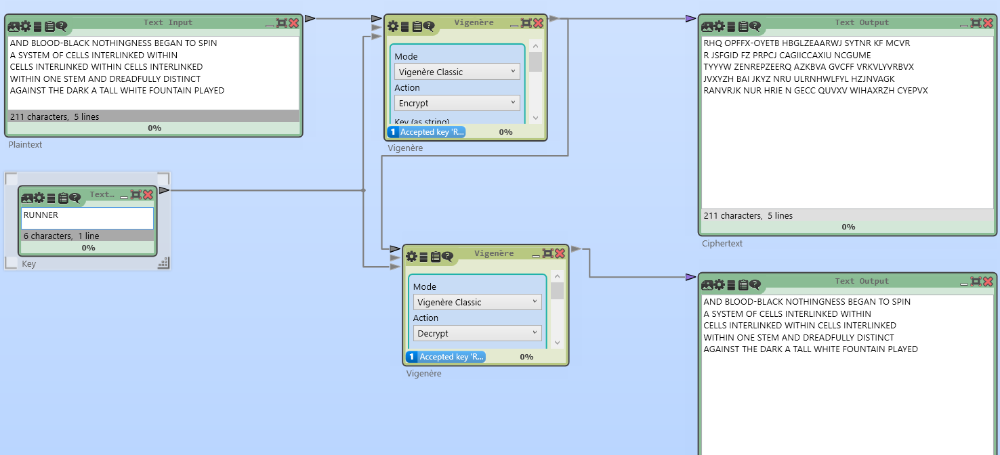 Text Input
AND BLOOD-BLACK NOTHINGNESS BEGAN TO SPIN
A SYSTEM OF CELLS INTERLINKED WITHIN
CELLS INTERLINKED WITHIN CELLS INTERLINKED
WITHIN ONE STEM AND DREADFULLY DISTINCT
AGAINST THE DARK A TALL WHITE FOUNTAIN PLAYED
211 characters, 5 lines
0%
Plaintext
Vigenère
Mode
Vigenère Classic
Action
Encrypt
Key (as string)
1 Accepted key 'R...
0%
Vigenère
Text Output
RHQ OPFFX-OYETB HBGLZEAARWJ SYTNR KF MCVR
R JSFGID FZ PRPCJ CAGIICCAXIU NCGUME
TYYYW ZENREPZEERQ AZKBVA GVCFF VRKVLYVRBVX
JVXYZH BAI JKYZ NRU ULRNHWLFYL HZJNVAGK
RANVRJK NUR HRIE N GECC QUVXV WIHAXRZH CYEPVX
211 characters, 5 lines
0%
Ciphertext
Text...
RUNNER
6 characters, 1 line
0%
Key
Vigenère
Mode
Vigenère Classic
Action
Decrypt
1 Accepted key 'R...
0%
Vigenère
Text Output
AND BLOOD-BLACK NOTHINGNESS BEGAN TO SPIN
A SYSTEM OF CELLS INTERLINKED WITHIN
CELLS INTERLINKED WITHIN CELLS INTERLINKED
WITHIN ONE STEM AND DREADFULLY DISTINCT
AGAINST THE DARK A TALL WHITE FOUNTAIN PLAYED